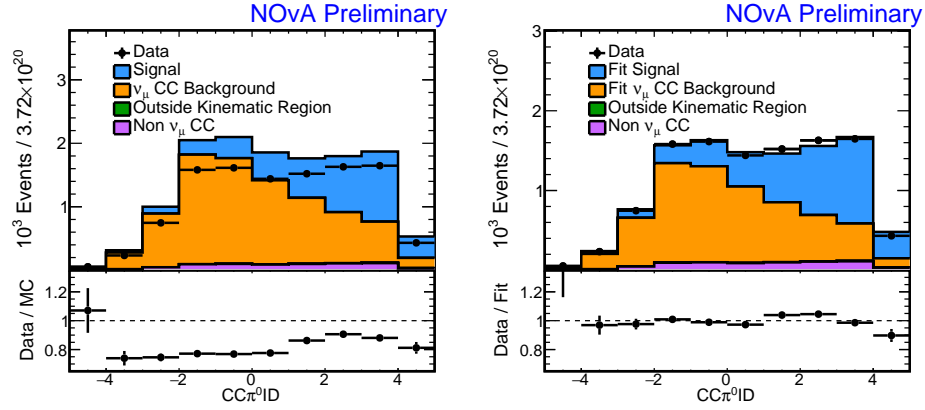 NOvA Preliminary
Data
Signal
νμ CC Background
Outside Kinematic Region
Non νμ CC
10³ Events / 3.72×10²⁰
3
2
1
Data / MC
1.2
1
0.8
−4 −2 0 2 4
CCπ⁰ID
NOvA Preliminary
Data
Fit Signal
Fit νμ CC Background
Outside Kinematic Region
Non νμ CC
10³ Events / 3.72×10²⁰
3
2
1
Data / Fit
1.2
1
0.8
−4 −2 0 2 4
CCπ⁰ID